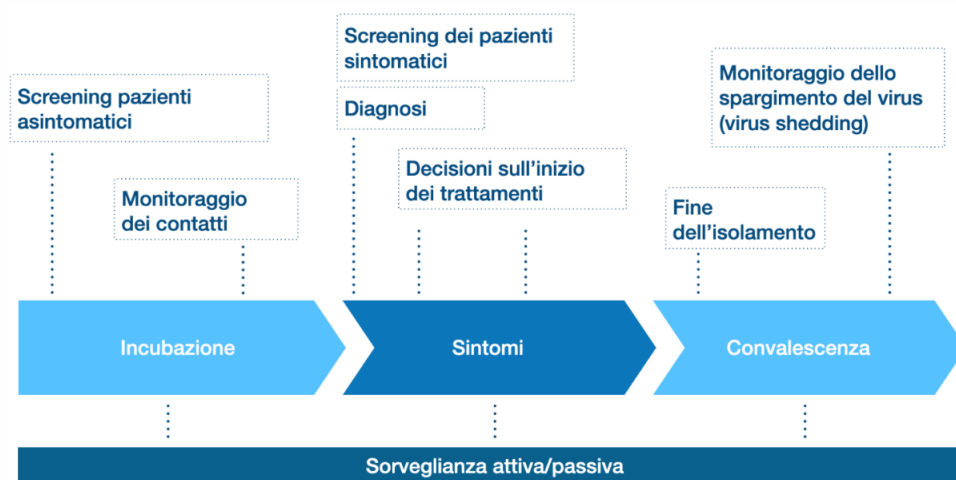 Screening pazienti
asintomatici
Monitoraggio
dei contatti
Screening dei pazienti
sintomatici
Diagnosi
Decisioni sull'inizio
dei trattamenti
Monitoraggio dello
spargimento del virus
(virus shedding)
Fine
dell'isolamento
Incubazione
Sintomi
Convalescenza
Sorveglianza attiva/passiva